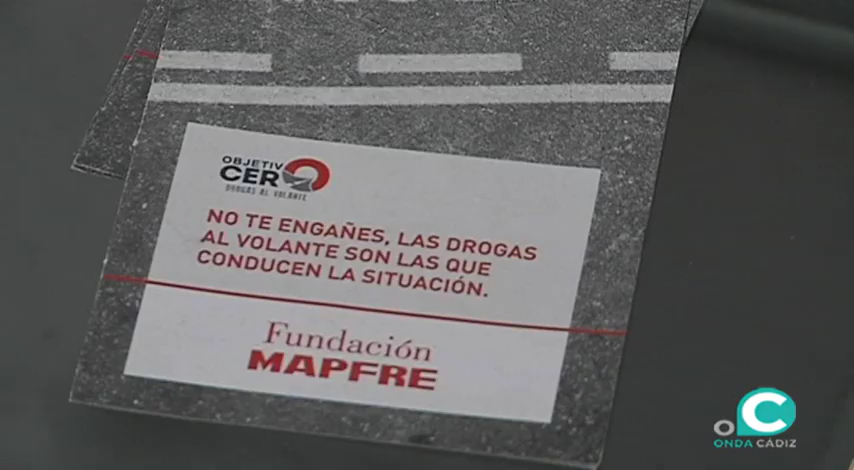 OBJETIVO
CERO
DROGAS AL VOLANTE
NO TE ENGAÑES, LAS DROGAS
AL VOLANTE SON LAS QUE
CONDUCEN LA SITUACIÓN.
Fundación
MAPFRE
OC
ONDA CÁDIZ